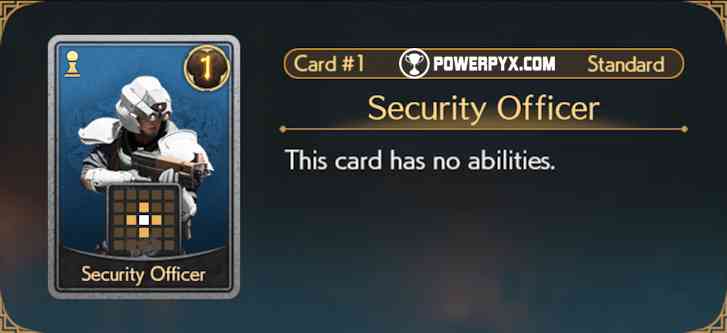 1
Security Officer
Card #1 POWERPYX.COM Standard
Security Officer
This card has no abilities.